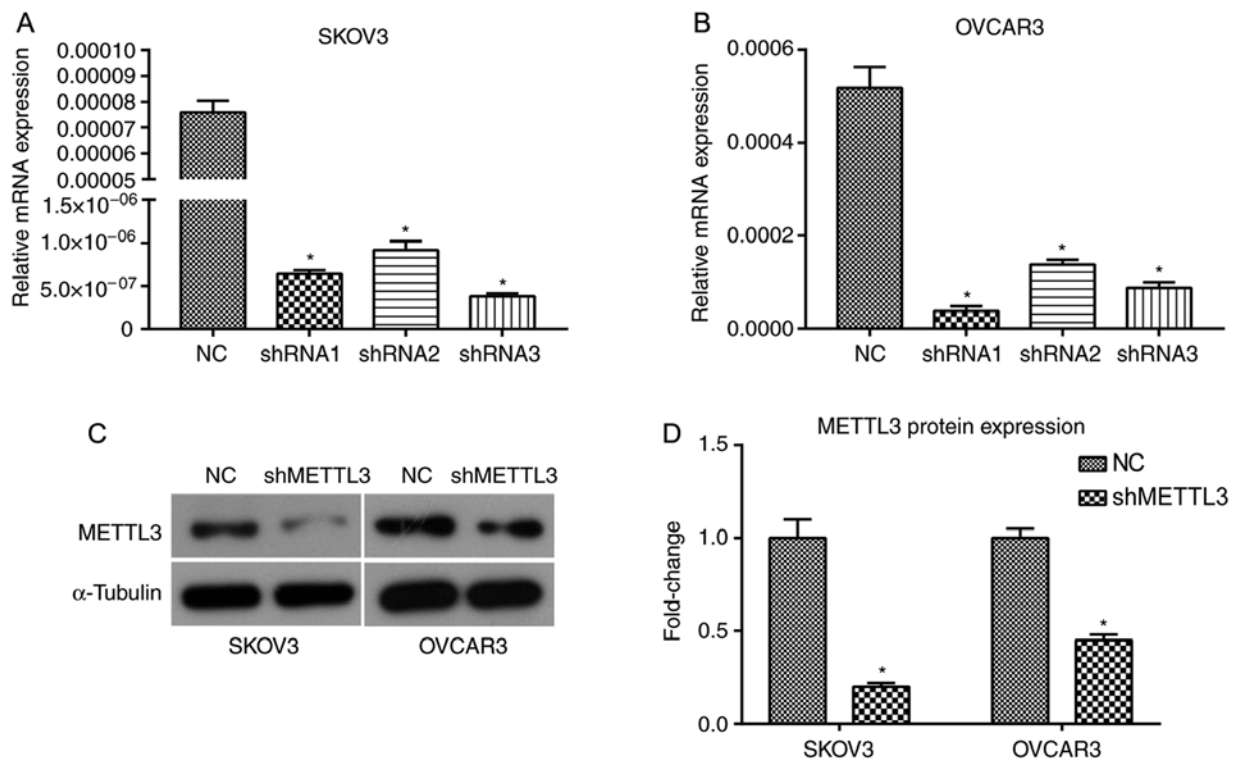 A
SKOV3
Relative mRNA expression
0.00010
0.00009
0.00008
0.00007
0.00006
0.00005
1.5×10⁻⁰⁶
1.0×10⁻⁰⁶
5.0×10⁻⁰⁷
0
*
*
*
NC shRNA1 shRNA2 shRNA3
B
OVCAR3
Relative mRNA expression
0.0006
0.0004
0.0002
0.0000
*
*
*
NC shRNA1 shRNA2 shRNA3
C
NC shMETTL3 NC shMETTL3
METTL3
α-Tubulin
SKOV3 OVCAR3
D
METTL3 protein expression
Fold-change
1.5
1.0
0.5
0.0
NC
shMETTL3
*
*
SKOV3 OVCAR3